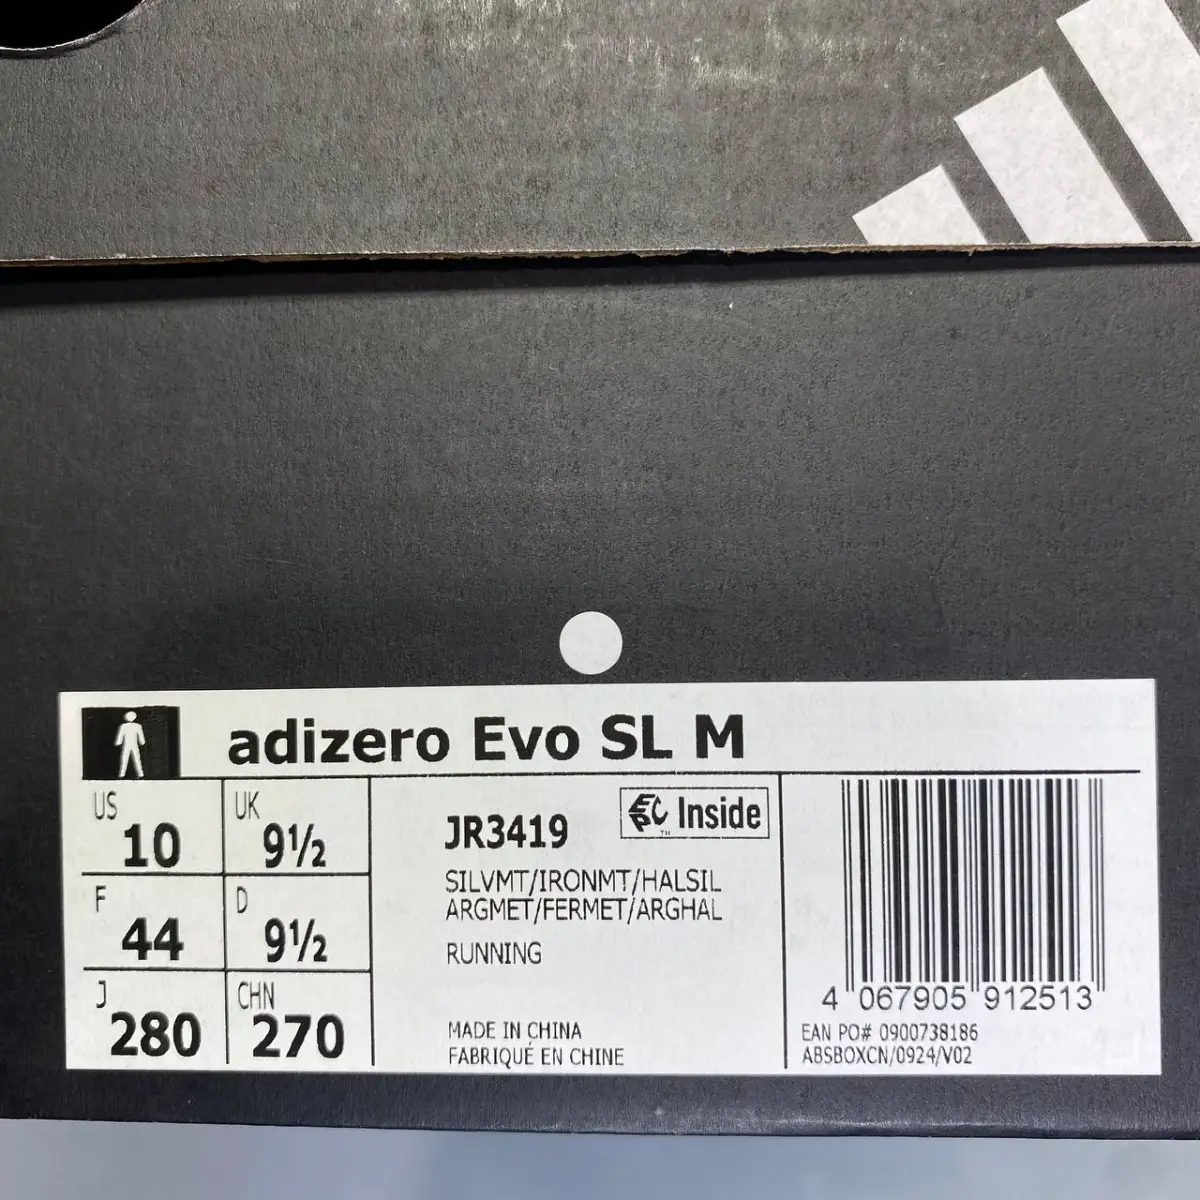 adizero Evo SL M
US 10
UK 9½
F 44
D 9½
J 280
CHN 270
JR3419
EPC Inside
TM
SILVMT/IRONMT/HALSIL
ARGMET/FERMET/ARGHAL
RUNNING
MADE IN CHINA
FABRIQUÉ EN CHINE
4 067905 912513
EAN PO# 0900738186
ABSBOXCN/0924/V02